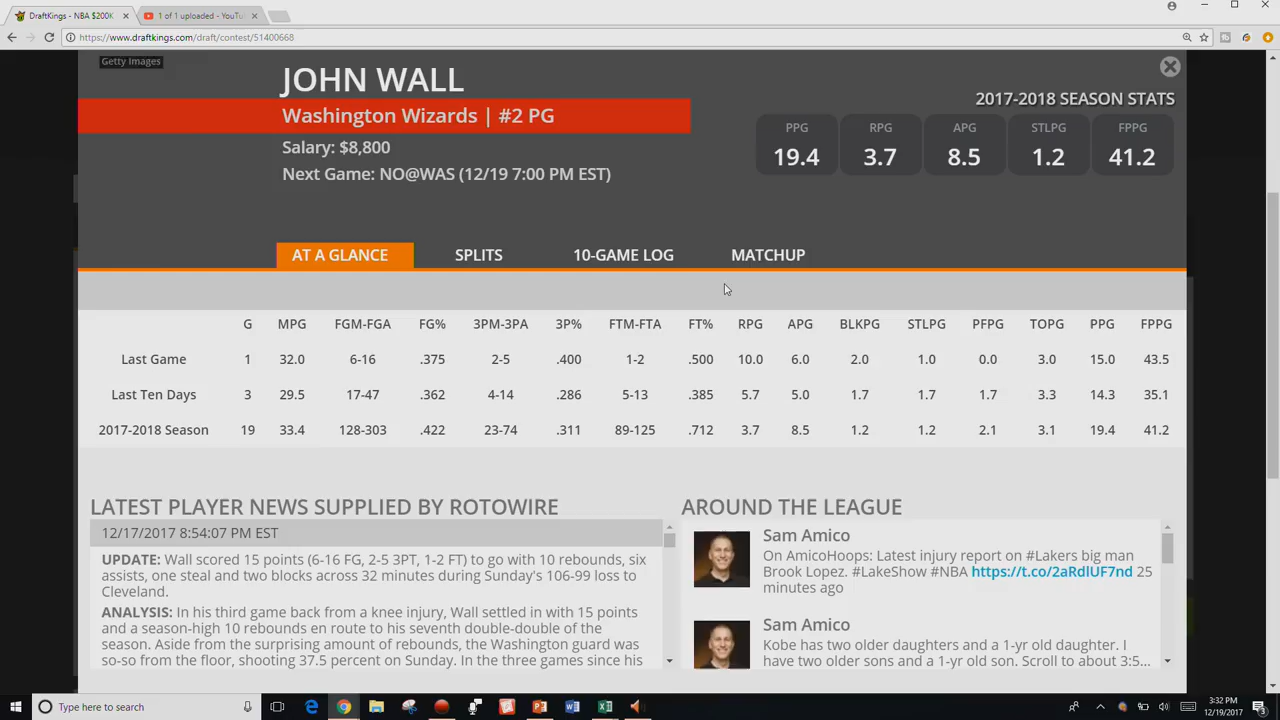 DraftKings - NBA $200K
1 of 1 uploaded - YouTu
https://www.draftkings.com/draft/contest/51400668
Getty Images
JOHN WALL
Washington Wizards | #2 PG
Salary: $8,800
Next Game: NO@WAS (12/19 7:00 PM EST)
2017-2018 SEASON STATS
PPG RPG APG STLPG FPPG
19.4 3.7 8.5 1.2 41.2
AT A GLANCE SPLITS 10-GAME LOG MATCHUP
G MPG FGM-FGA FG% 3PM-3PA 3P% FTM-FTA FT% RPG APG BLKPG STLPG PFPG TOPG PPG FPPG
Last Game 1 32.0 6-16 .375 2-5 .400 1-2 .500 10.0 6.0 2.0 1.0 0.0 3.0 15.0 43.5
Last Ten Days 3 29.5 17-47 .362 4-14 .286 5-13 .385 5.7 5.0 1.7 1.7 1.7 3.3 14.3 35.1
2017-2018 Season 19 33.4 128-303 .422 23-74 .311 89-125 .712 3.7 8.5 1.2 1.2 2.1 3.1 19.4 41.2
LATEST PLAYER NEWS SUPPLIED BY ROTOWIRE
12/17/2017 8:54:07 PM EST
UPDATE: Wall scored 15 points (6-16 FG, 2-5 3PT, 1-2 FT) to go with 10 rebounds, six
assists, one steal and two blocks across 32 minutes during Sunday's 106-99 loss to
Cleveland.
ANALYSIS: In his third game back from a knee injury, Wall settled in with 15 points
and a season-high 10 rebounds en route to his seventh double-double of the
season. Aside from the surprising amount of rebounds, the Washington guard was
so-so from the floor, shooting 37.5 percent on Sunday. In the three games since his
AROUND THE LEAGUE
Sam Amico
On AmicoHoops: Latest injury report on #Lakers big man
Brook Lopez. #LakeShow #NBA https://t.co/2aRdlUF7nd 25
minutes ago
Sam Amico
Kobe has two older daughters and a 1-yr old daughter. I
have two older sons and a 1-yr old son. Scroll to about 3:5...
Type here to search
3:32 PM
12/19/2017